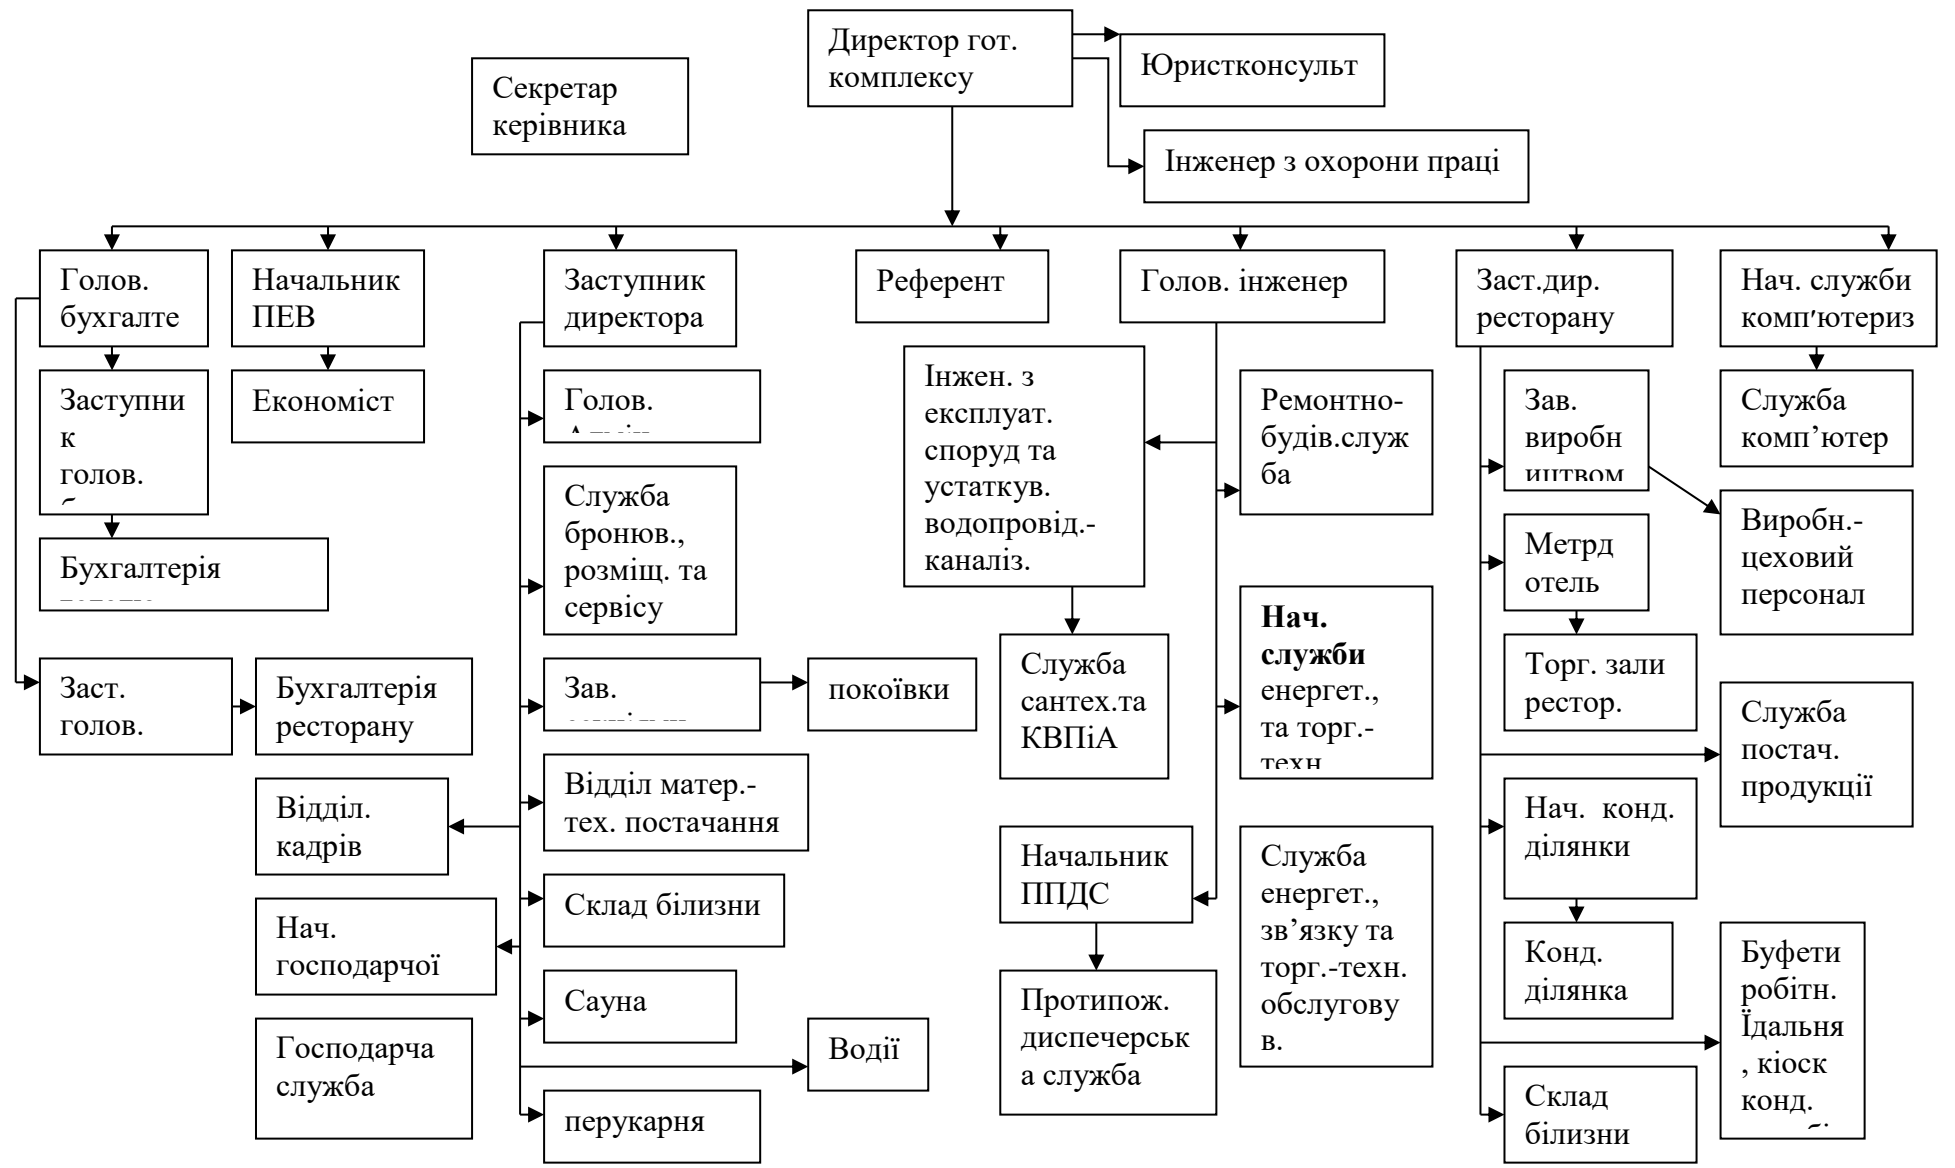 Директор гот.
комплексу
Юристконсульт
Секретар
керівника
Інженер з охорони праці
Голов.
бухгалте
Начальник
ПЕВ
Заступник
директора
Референт
Голов. інженер
Заст.дир.
ресторану
Нач. служби
комп'ютериз
Заступни
к
голов.
Економіст
Голов.
Інжен. з
експлуат.
споруд та
устаткув.
водопровід.-
каналіз.
Ремонтно-
будів.служ
ба
Зав.
виробн
ицтвом
Служба
комп’ютер
Служба
бронюв.,
розміщ. та
сервісу
Виробн.-
цеховий
персонал
Метрд
отель
Бухгалтерія
Нач.
служби
енергет.,
та торг.-
техн
Служба
сантех.та
КВПіА
Торг. зали
рестор.
Заст.
голов.
Бухгалтерія
ресторану
Зав.
покоївки
Служба
постач.
продукції
Відділ матер.-
тех. постачання
Відділ.
кадрів
Нач.  конд.
ділянки
Начальник
ППДС
Служба
енергет.,
зв’язку та
торг.-техн.
обслугову
в.
Склад білизни
Нач.
господарчої
Конд.
ділянка
Буфети
робітн.
Їдальня
, кіоск
конд.
Сауна
Протипож.
диспечерськ
а служба
Господарча
служба
Водії
Склад
білизни
перукарня